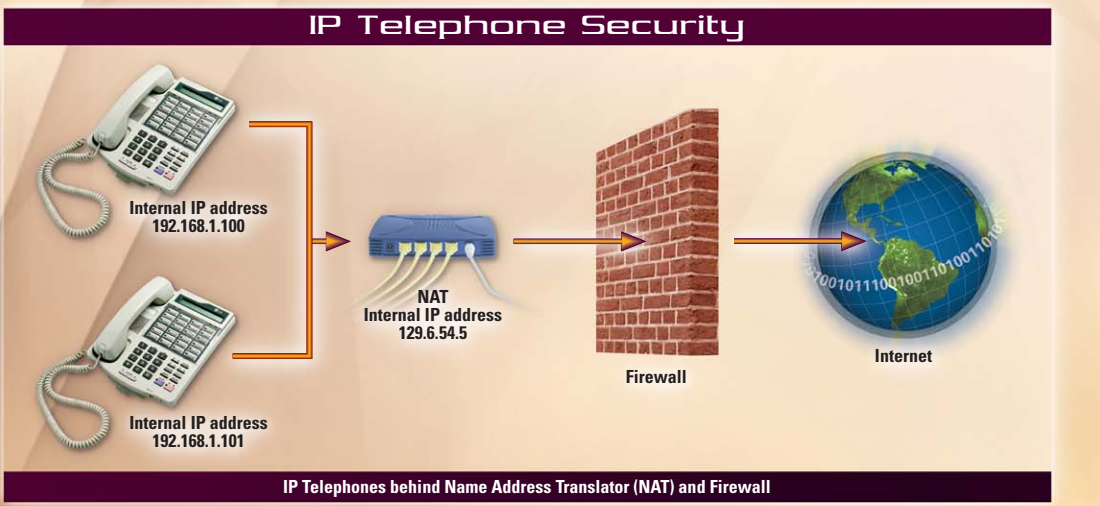 IP Telephone Security
Internal IP address
192.168.1.100
NAT
Internal IP address
129.6.54.5
Internal IP address
192.168.1.101
Firewall
Internet
IP Telephones behind Name Address Translator (NAT) and Firewall